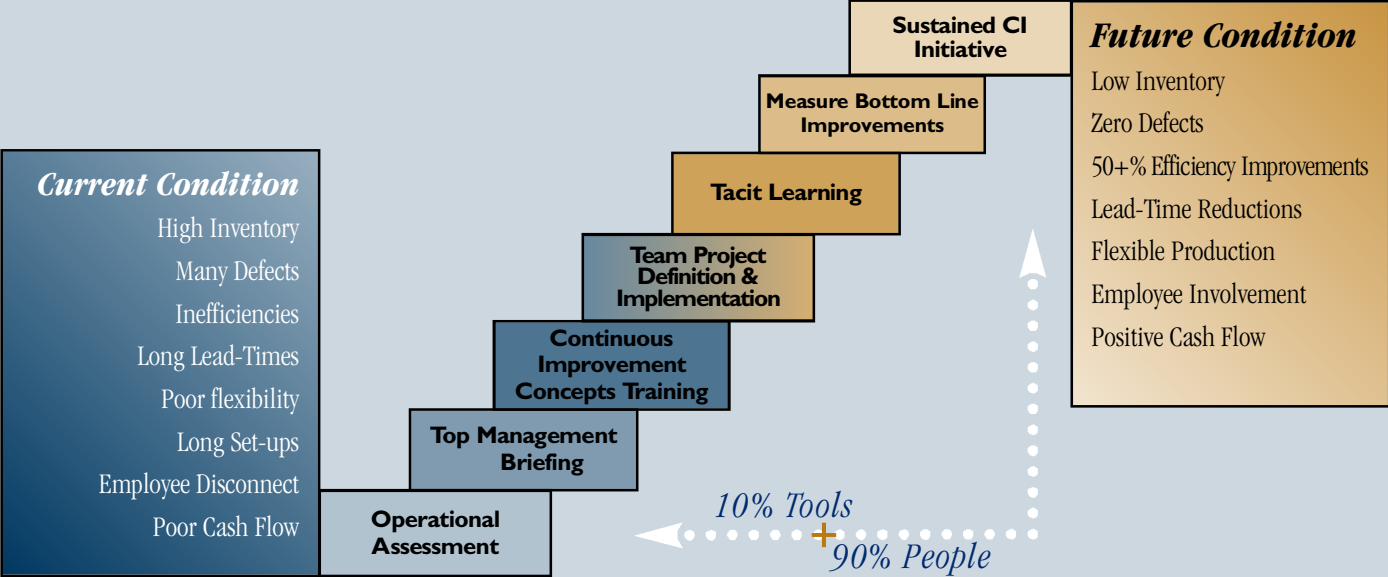 Current Condition
High Inventory
Many Defects
Inefficiencies
Long Lead-Times
Poor flexibility
Long Set-ups
Employee Disconnect
Poor Cash Flow
Operational
Assessment
Top Management
Briefing
Continuous
Improvement
Concepts Training
Team Project
Definition &
Implementation
Tacit Learning
Measure Bottom Line
Improvements
Sustained CI
Initiative
Future Condition
Low Inventory
Zero Defects
50+% Efficiency Improvements
Lead-Time Reductions
Flexible Production
Employee Involvement
Positive Cash Flow
10% Tools
+
90% People